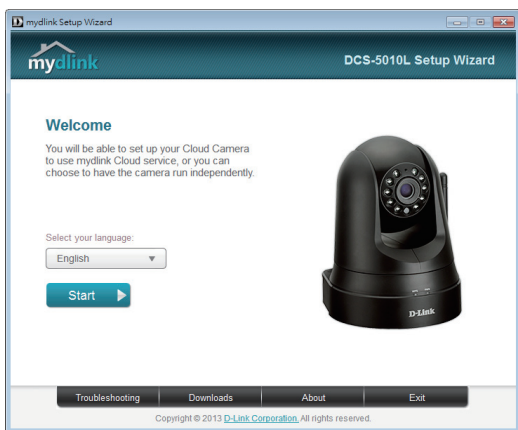 mydlink Setup Wizard
mydlink
DCS-5010L Setup Wizard
Welcome
You will be able to set up your Cloud Camera
to use mydlink Cloud service, or you can
choose to have the camera run independently.
Select your language:
English
Start
D-Link
Troubleshooting Downloads About Exit
Copyright © 2013 D-Link Corporation. All rights reserved.